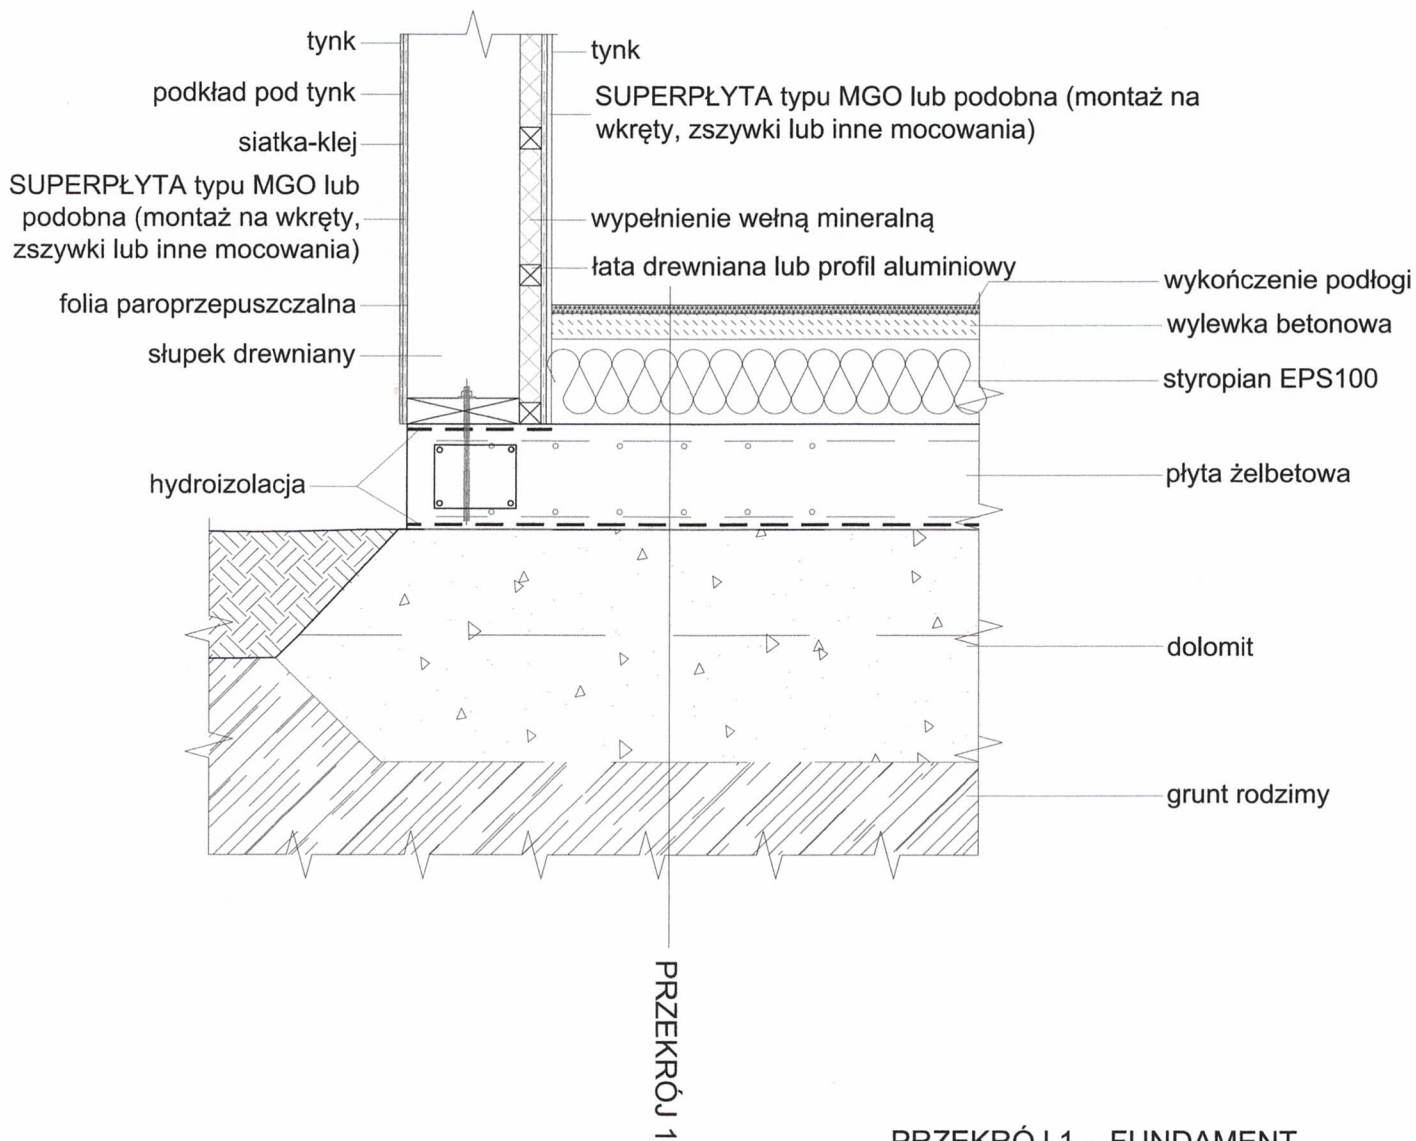 tynk
podkład pod tynk
siatka-klej
SUPERPŁYTA typu MGO lub
podobna (montaż na wkręty,
zszywki lub inne mocowania)
folia paroprzepuszczalna
słupek drewniany
hydroizolacja
tynk
SUPERPŁYTA typu MGO lub podobna (montaż na
wkręty, zszywki lub inne mocowania)
wypełnienie wełną mineralną
łata drewniana lub profil aluminiowy
wykończenie podłogi
wylewka betonowa
styropian EPS100
płyta żelbetowa
dolomit
grunt rodzimy
PRZEKRÓJ 1
PRZEKRÓJ 1 - FUNDAMENT